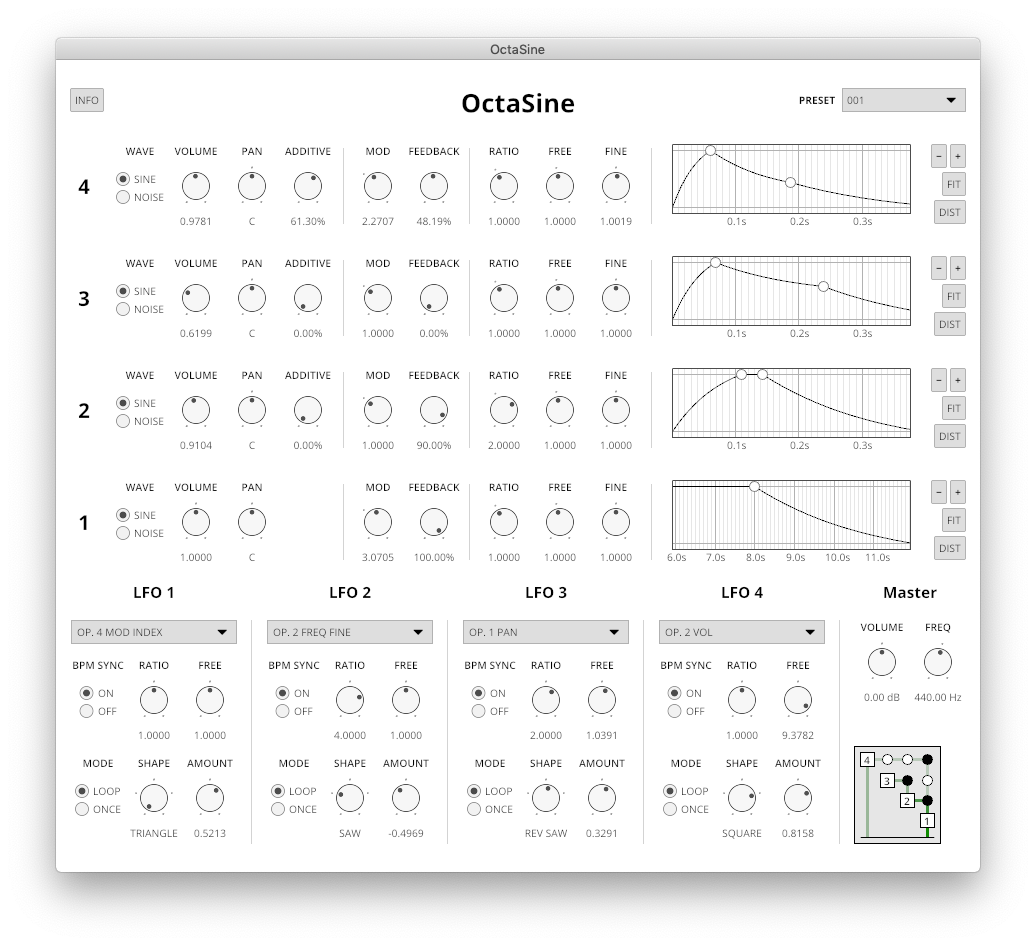 OctaSine
INFO OctaSine PRESET 001
WAVE VOLUME PAN ADDITIVE MOD FEEDBACK RATIO FREE FINE
4 SINE NOISE − + FIT DIST
0.9781 C 61.30% 2.2707 48.19% 1.0000 1.0000 1.0019 0.1s 0.2s 0.3s
WAVE VOLUME PAN ADDITIVE MOD FEEDBACK RATIO FREE FINE
3 SINE NOISE − + FIT DIST
0.6199 C 0.00% 1.0000 0.00% 1.0000 1.0000 1.0000 0.1s 0.2s 0.3s
WAVE VOLUME PAN ADDITIVE MOD FEEDBACK RATIO FREE FINE
2 SINE NOISE − + FIT DIST
0.9104 C 0.00% 1.0000 90.00% 2.0000 1.0000 1.0000 0.1s 0.2s 0.3s
WAVE VOLUME PAN MOD FEEDBACK RATIO FREE FINE
1 SINE NOISE − + FIT DIST
1.0000 C 3.0705 100.00% 1.0000 1.0000 1.0000 6.0s 7.0s 8.0s 9.0s 10.0s 11.0s
LFO 1 LFO 2 LFO 3 LFO 4 Master
OP. 4 MOD INDEX OP. 2 FREQ FINE OP. 1 PAN OP. 2 VOL VOLUME FREQ
BPM SYNC RATIO FREE BPM SYNC RATIO FREE BPM SYNC RATIO FREE BPM SYNC RATIO FREE
ON ON ON ON 0.00 dB 440.00 Hz
OFF OFF OFF OFF
1.0000 1.0000 4.0000 1.0000 2.0000 1.0391 1.0000 9.3782
MODE SHAPE AMOUNT MODE SHAPE AMOUNT MODE SHAPE AMOUNT MODE SHAPE AMOUNT 4
LOOP LOOP LOOP LOOP 3
ONCE ONCE ONCE ONCE 2
TRIANGLE 0.5213 SAW -0.4969 REV SAW 0.3291 SQUARE 0.8158 1